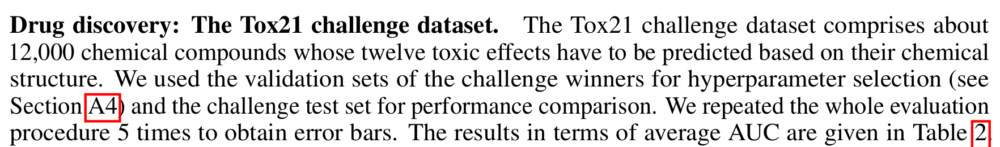 Drug discovery: The Tox21 challenge dataset. The Tox21 challenge dataset comprises about
12,000 chemical compounds whose twelve toxic effects have to be predicted based on their chemical
structure. We used the validation sets of the challenge winners for hyperparameter selection (see
Section A4) and the challenge test set for performance comparison. We repeated the whole evaluation
procedure 5 times to obtain error bars. The results in terms of average AUC are given in Table 2.